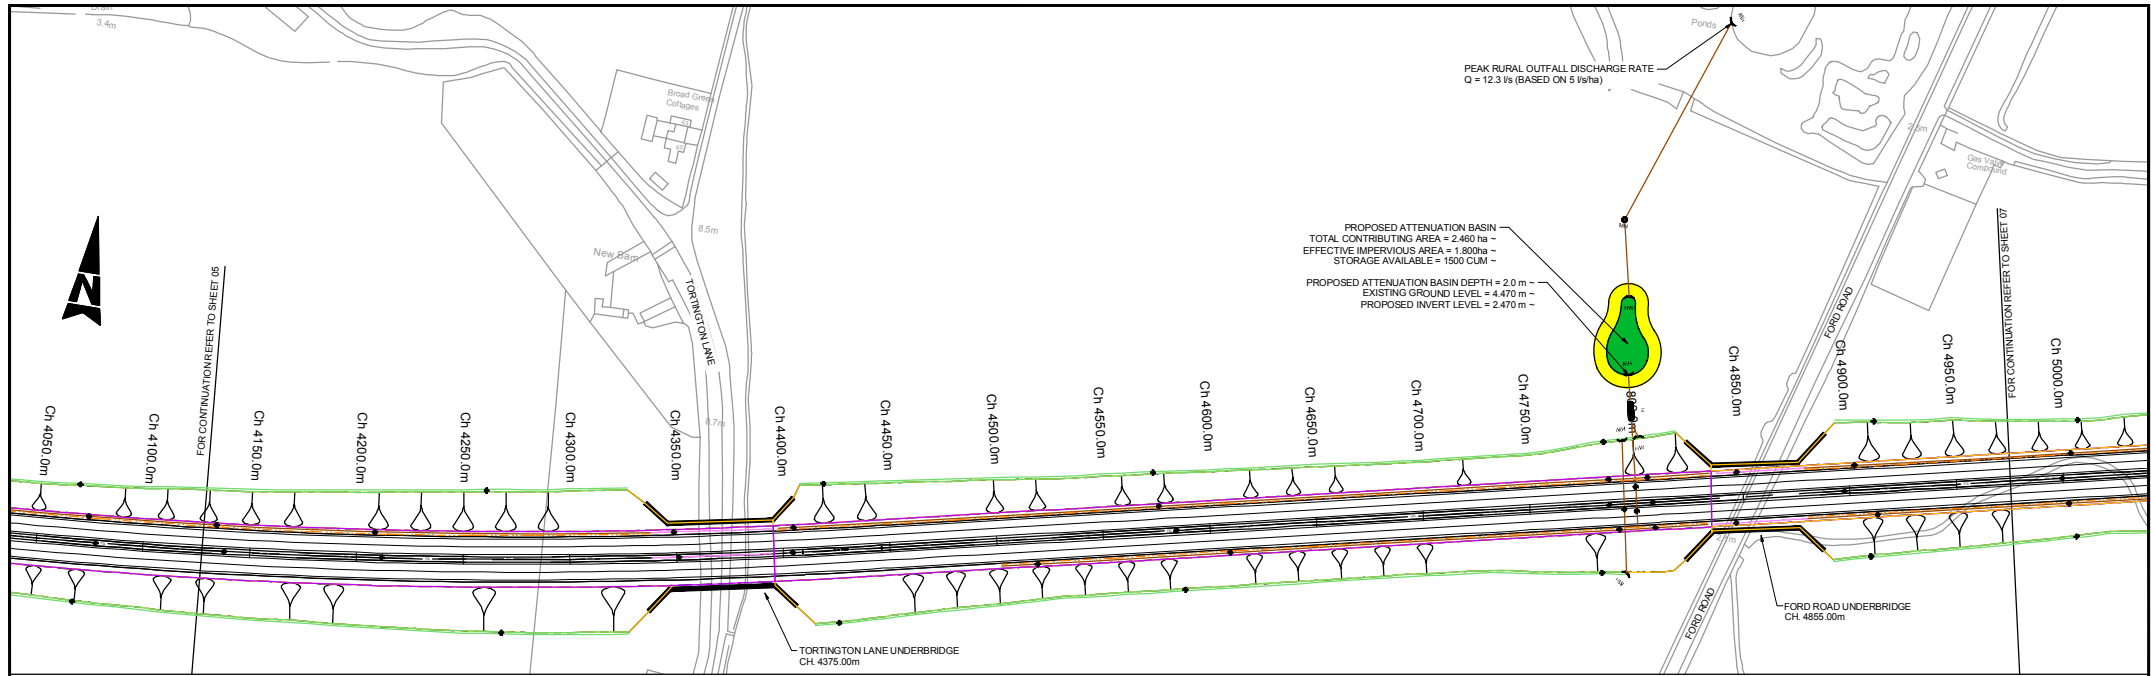 Drain
3.4m
Ponds
PEAK RURAL OUTFALL DISCHARGE RATE
Q = 12.3 l/s (BASED ON 5 l/s/ha)
Broad Green
Cottages
63
65
2.5m
Gas Valve
Compound
N
8.5m
New Barn
PROPOSED ATTENUATION BASIN
TOTAL CONTRIBUTING AREA = 2.460 ha ~
EFFECTIVE IMPERVIOUS AREA = 1.800ha ~
STORAGE AVAILABLE = 1500 CUM ~
PROPOSED ATTENUATION BASIN DEPTH = 2.0 m ~
EXISTING GROUND LEVEL = 4.470 m ~
PROPOSED INVERT LEVEL = 2.470 m ~
MH
HW
MH
FOR CONTINUATION REFER TO SHEET 05
TORTINGTON LANE
FORD ROAD
FOR CONTINUATION REFER TO SHEET 07
8.7m
Ch 4050.0m
Ch 4100.0m
Ch 4150.0m
Ch 4200.0m
Ch 4250.0m
Ch 4300.0m
Ch 4350.0m
Ch 4400.0m
Ch 4450.0m
Ch 4500.0m
Ch 4550.0m
Ch 4600.0m
Ch 4650.0m
Ch 4700.0m
Ch 4750.0m
Ch 4850.0m
Ch 4900.0m
Ch 4950.0m
Ch 5000.0m
FORD ROAD
FORD ROAD UNDERBRIDGE
CH. 4855.00m
TORTINGTON LANE UNDERBRIDGE
CH. 4375.00m